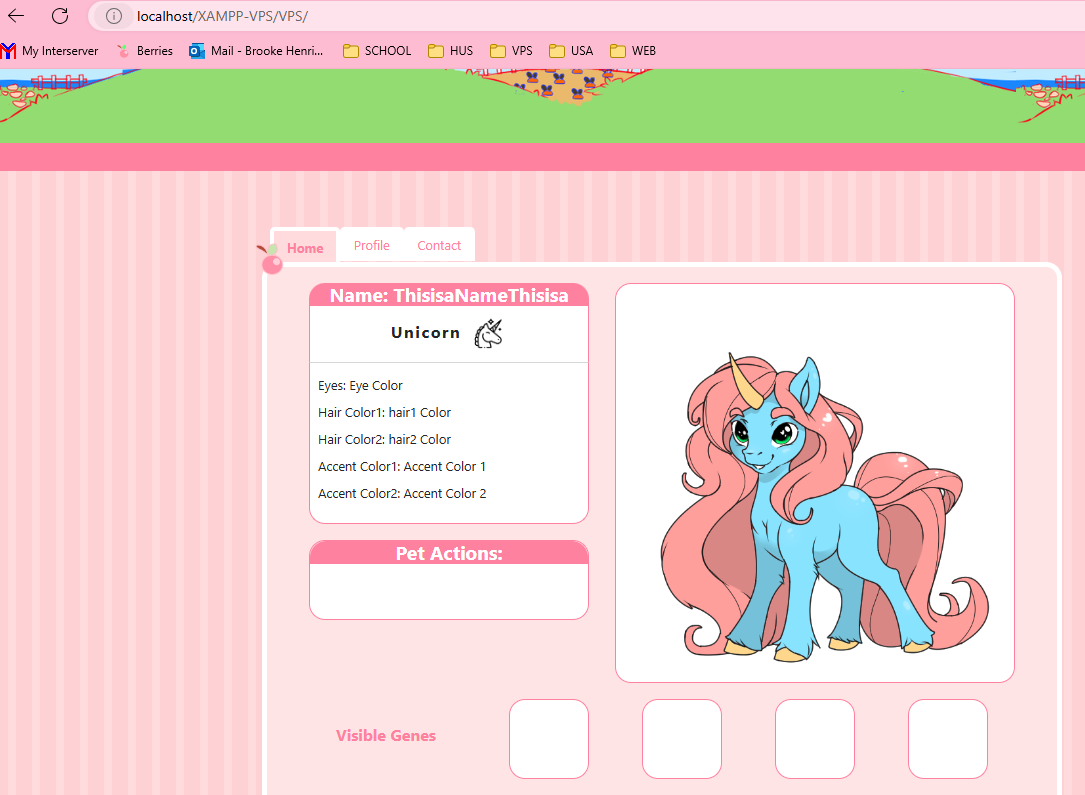 localhost/XAMPP-VPS/VPS/
My Interserver Berries Mail - Brooke Henri... SCHOOL HUS VPS USA WEB
Home Profile Contact
Name: ThisisaNameThisisa
Unicorn
Eyes: Eye Color
Hair Color1: hair1 Color
Hair Color2: hair2 Color
Accent Color1: Accent Color 1
Accent Color2: Accent Color 2
Pet Actions:
Visible Genes